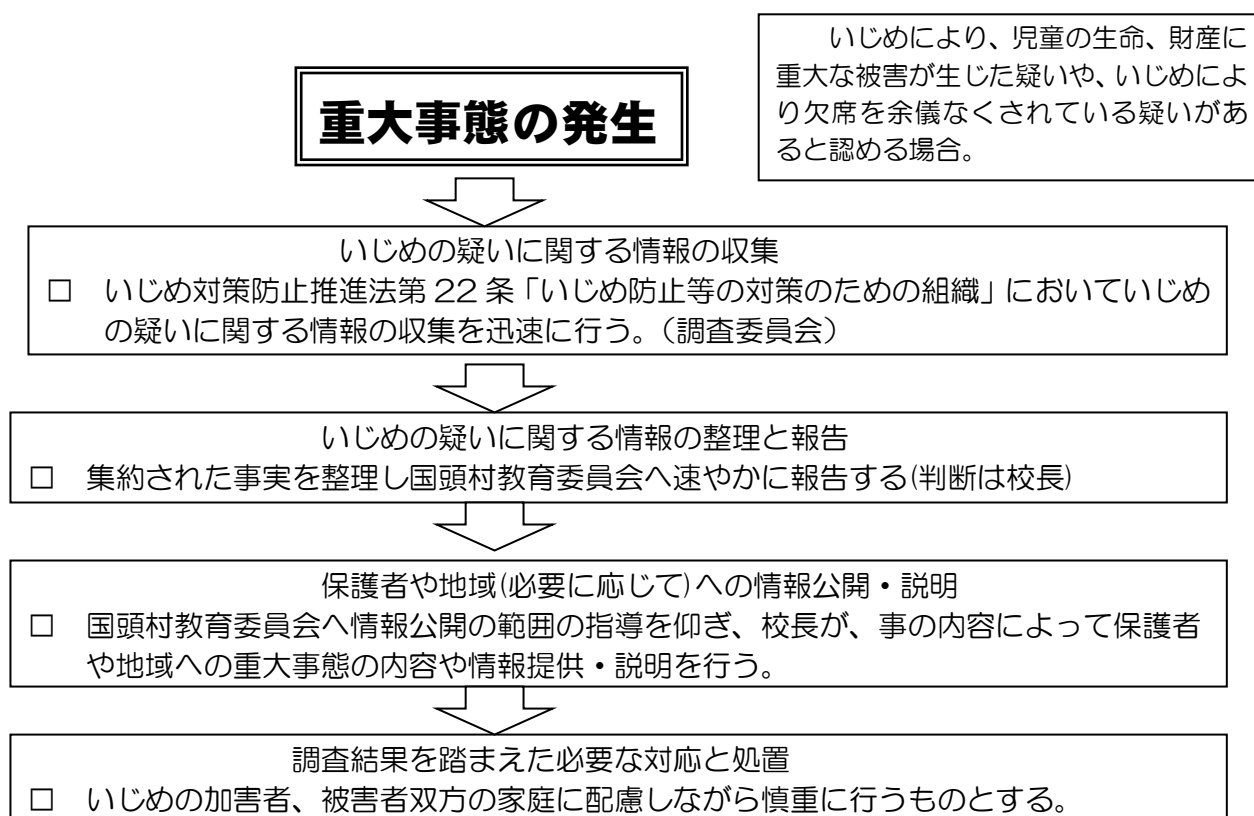 いじめにより、児童の生命、財産に
重大な被害が生じた疑いや、いじめによ
り欠席を余儀なくされている疑いがあ
ると認める場合。
重大事態の発生
いじめの疑いに関する情報の収集
□ いじめ対策防止推進法第 22 条「いじめ防止等の対策のための組織」においていじめ
の疑いに関する情報の収集を迅速に行う。（調査委員会）
いじめの疑いに関する情報の整理と報告
□ 集約された事実を整理し国頭村教育委員会へ速やかに報告する(判断は校長)
保護者や地域(必要に応じて)への情報公開・説明
□ 国頭村教育委員会へ情報公開の範囲の指導を仰ぎ、校長が、事の内容によって保護者
や地域への重大事態の内容や情報提供・説明を行う。
調査結果を踏まえた必要な対応と処置
□ いじめの加害者、被害者双方の家庭に配慮しながら慎重に行うものとする。